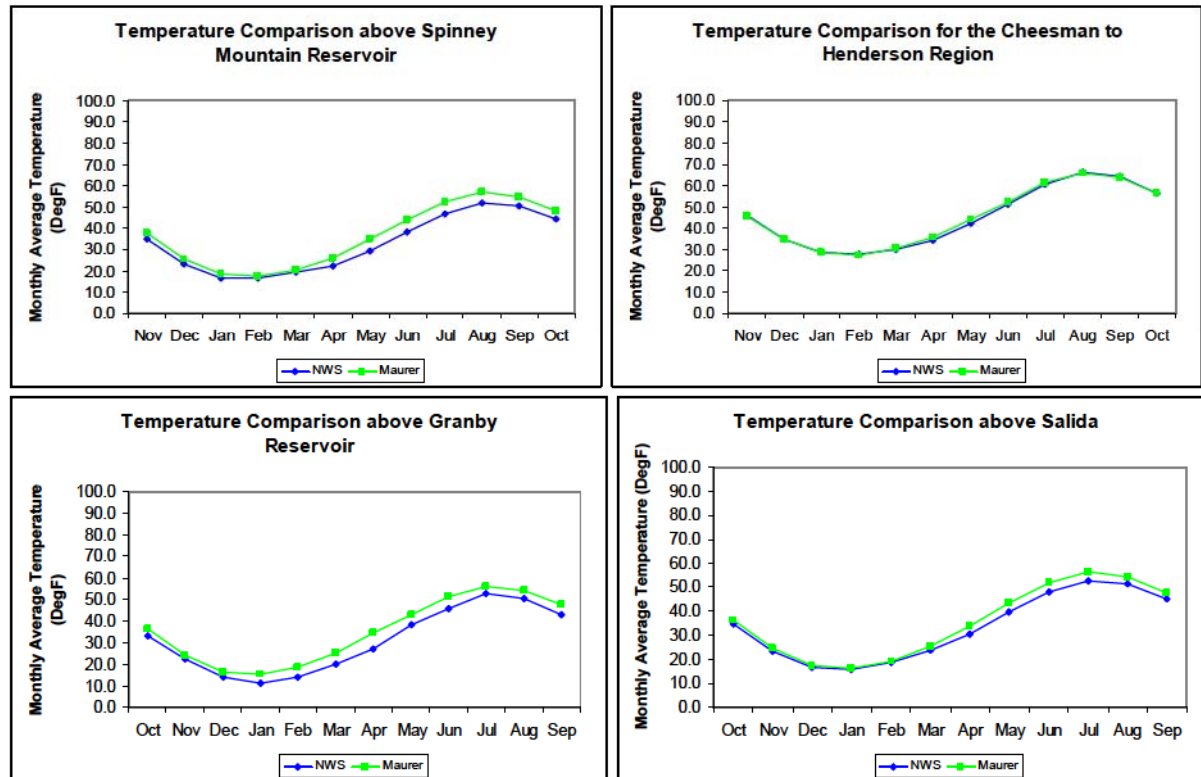 Temperature Comparison above Spinney
Mountain Reservoir
Monthly Average Temperature
(DegF)
100.0
90.0
80.0
70.0
60.0
50.0
40.0
30.0
20.0
10.0
0.0
Nov Dec Jan Feb Mar Apr May Jun Jul Aug Sep Oct
NWS Maurer
Temperature Comparison for the Cheesman to
Henderson Region
Monthly Average Temperature
(DegF)
100.0
90.0
80.0
70.0
60.0
50.0
40.0
30.0
20.0
10.0
0.0
Nov Dec Jan Feb Mar Apr May Jun Jul Aug Sep Oct
NWS Maurer
Temperature Comparison above Granby
Reservoir
Monthly Average Temperature
(DegF)
100.0
90.0
80.0
70.0
60.0
50.0
40.0
30.0
20.0
10.0
0.0
Oct Nov Dec Jan Feb Mar Apr May Jun Jul Aug Sep
NWS Maurer
Temperature Comparison above Salida
Monthly Average Temperature (DegF)
100.0
90.0
80.0
70.0
60.0
50.0
40.0
30.0
20.0
10.0
0.0
Oct Nov Dec Jan Feb Mar Apr May Jun Jul Aug Sep
NWS Maurer